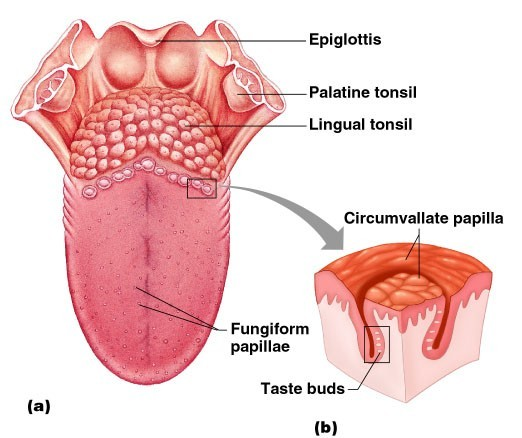 Epiglottis
Palatine tonsil
Lingual tonsil
Circumvallate papilla
Fungiform
papillae
Taste buds
(a)
(b)